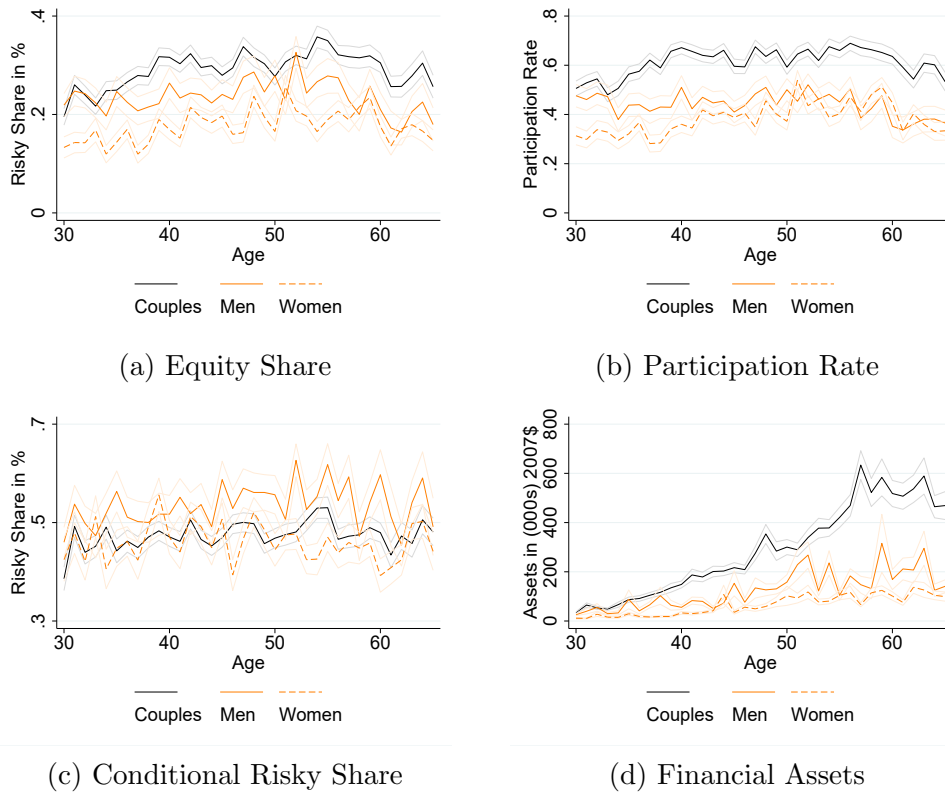 Risky Share in %
.4
.2
0
30 40 50 60
Age
Couples Men Women
(a) Equity Share
Participation Rate
.8
.6
.4
.2
0
30 40 50 60
Age
Couples Men Women
(b) Participation Rate
Risky Share in %
.7
.5
.3
30 40 50 60
Age
Couples Men Women
(c) Conditional Risky Share
Assets in (000s) 2007$
800
600
400
200
0
30 40 50 60
Age
Couples Men Women
(d) Financial Assets